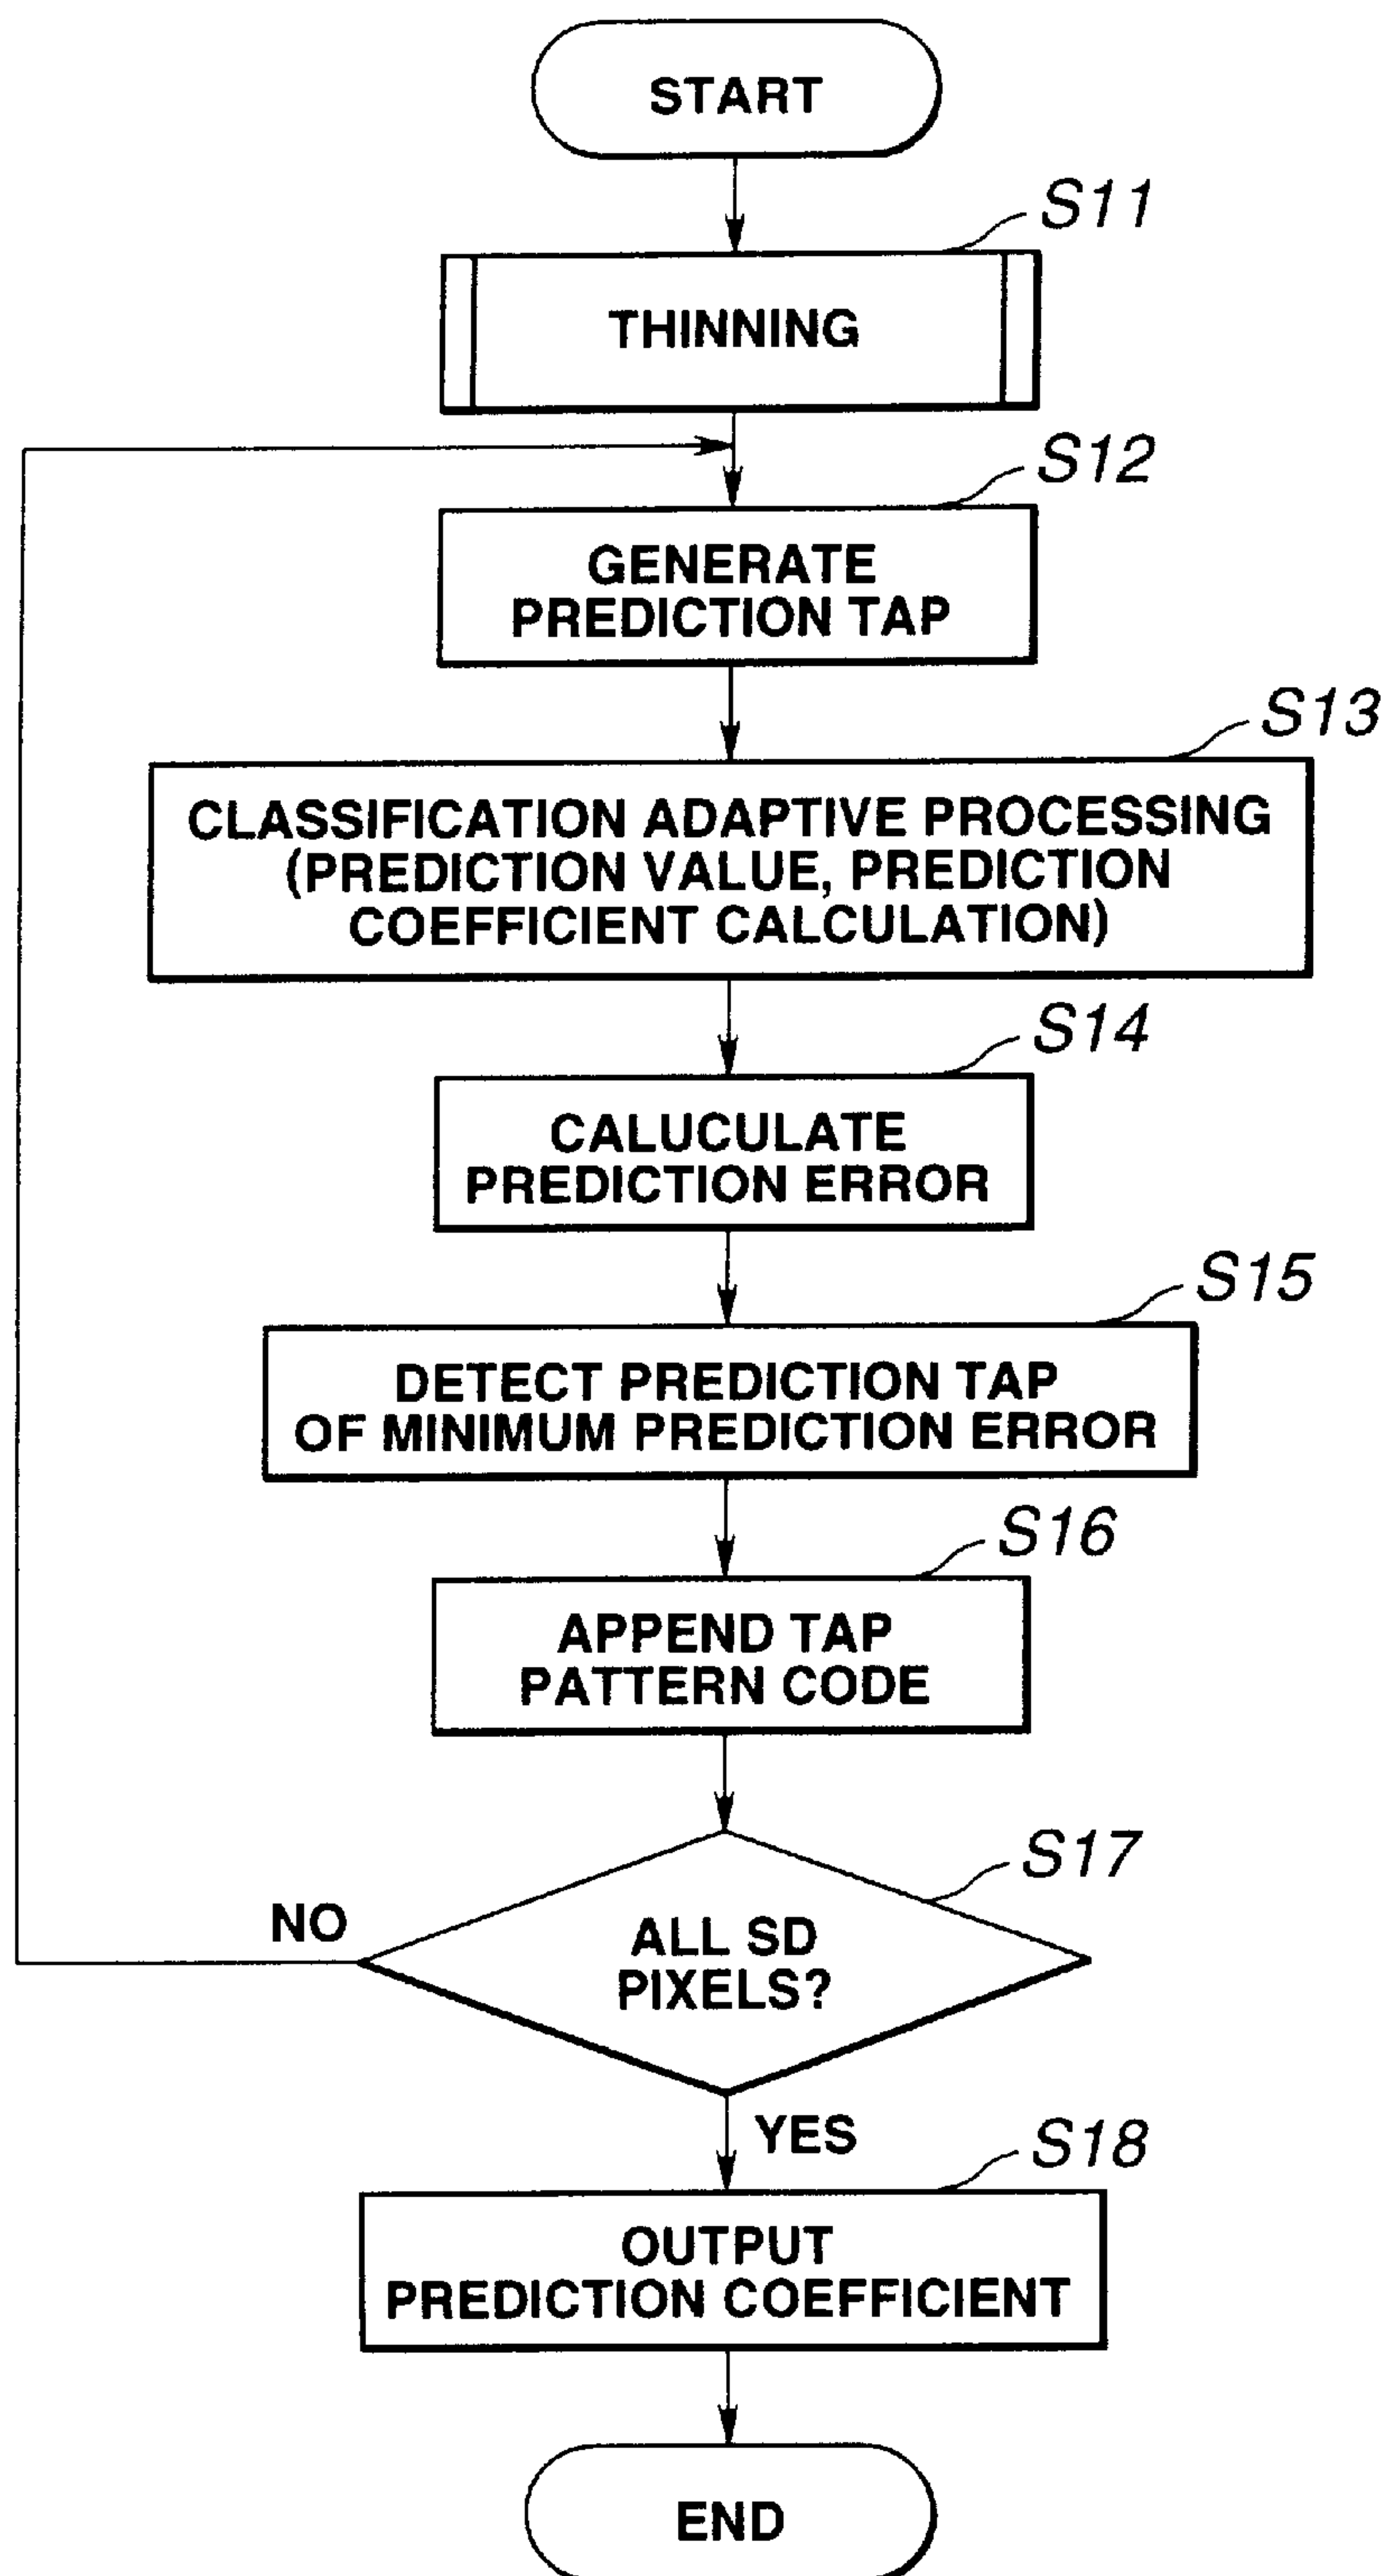 START
S11
THINNING
S12
GENERATE
PREDICTION TAP
S13
CLASSIFICATION ADAPTIVE PROCESSING
(PREDICTION VALUE, PREDICTION
COEFFICIENT CALCULATION)
S14
CALUCULATE
PREDICTION ERROR
S15
DETECT PREDICTION TAP
OF MINIMUM PREDICTION ERROR
S16
APPEND TAP
PATTERN CODE
S17
NO
ALL SD
PIXELS?
YES
S18
OUTPUT
PREDICTION COEFFICIENT
END